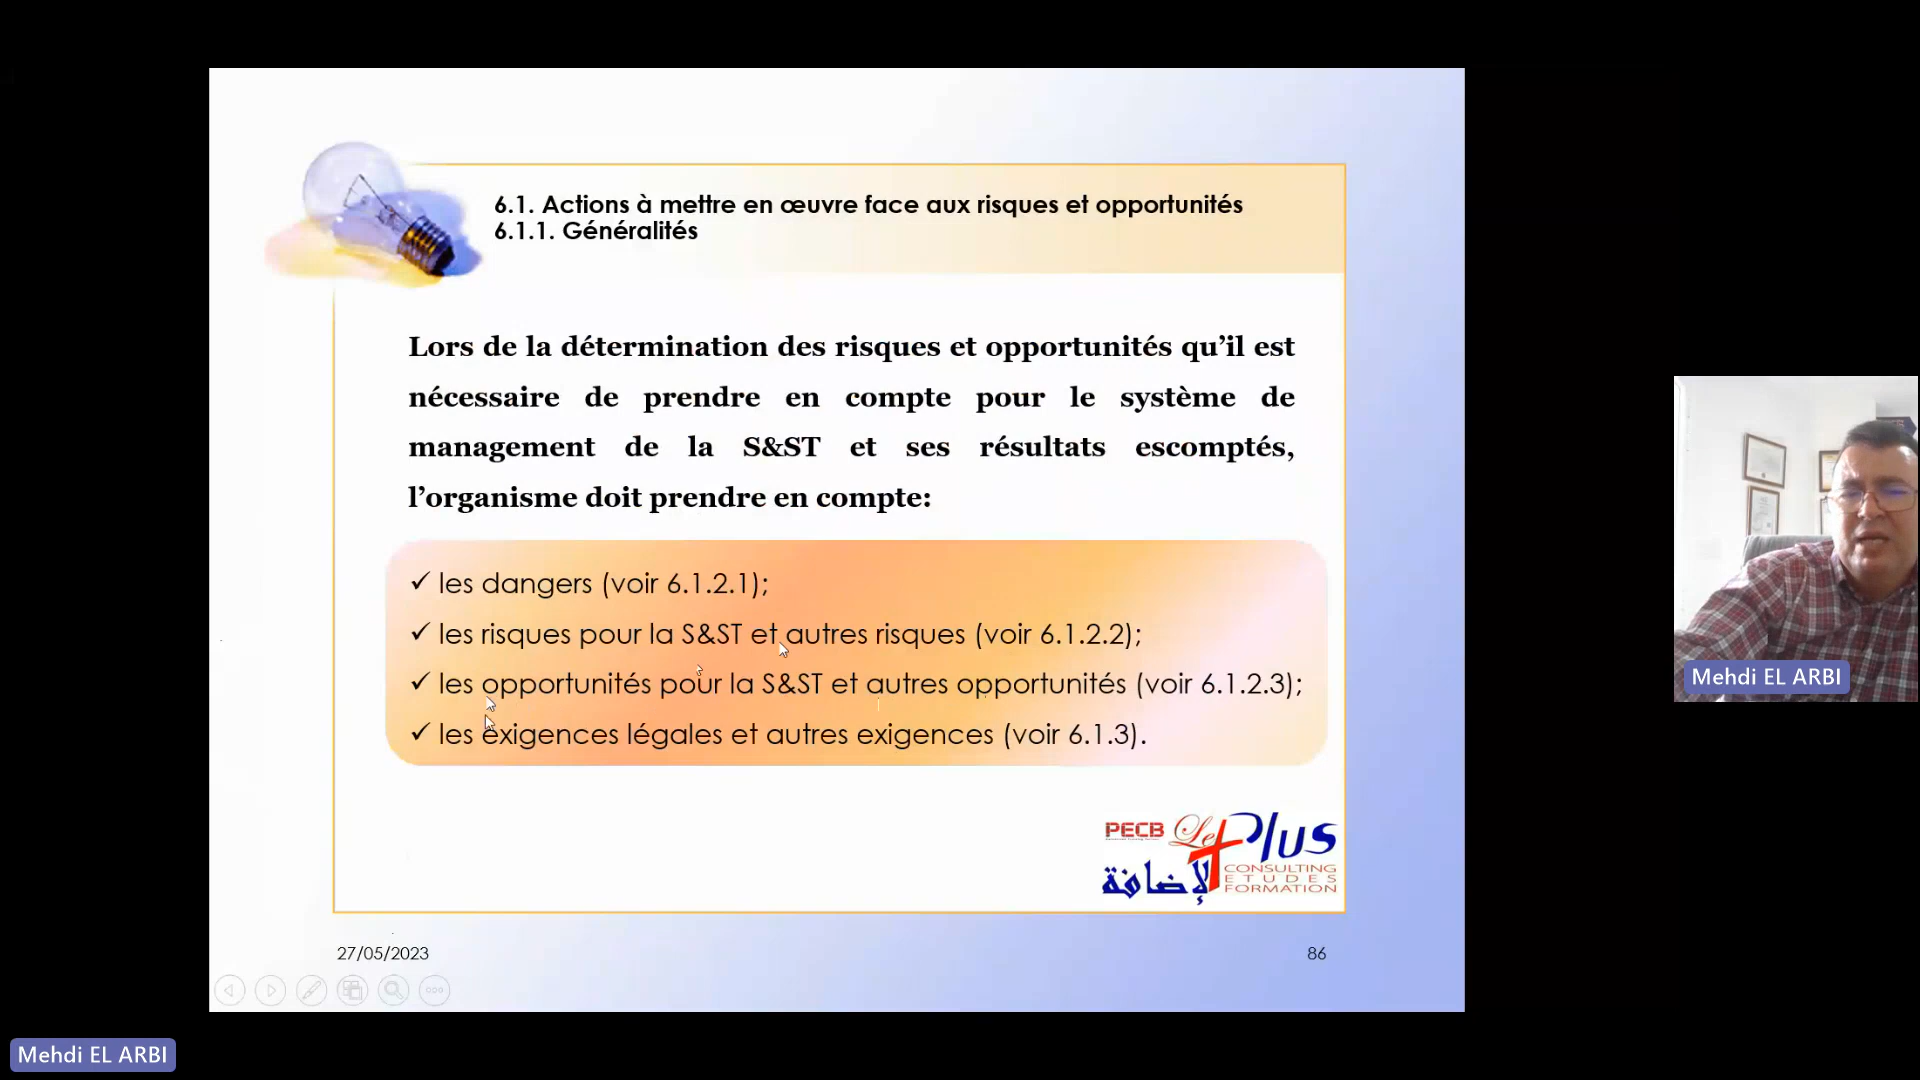 6.1. Actions à mettre en œuvre face aux risques et opportunités
6.1.1. Généralités
Lors de la détermination des risques et opportunités qu’il est
nécessaire de prendre en compte pour le système de
management de la S&ST et ses résultats escomptés,
l’organisme doit prendre en compte:
✓ les dangers (voir 6.1.2.1);
✓ les risques pour la S&ST et autres risques (voir 6.1.2.2);
✓ les opportunités pour la S&ST et autres opportunités (voir 6.1.2.3);
✓ les exigences légales et autres exigences (voir 6.1.3).
PECB Le Plus
الإضافة
CONSULTING
ETUDES
FORMATION
27/05/2023
86
Mehdi EL ARBI
Mehdi EL ARBI